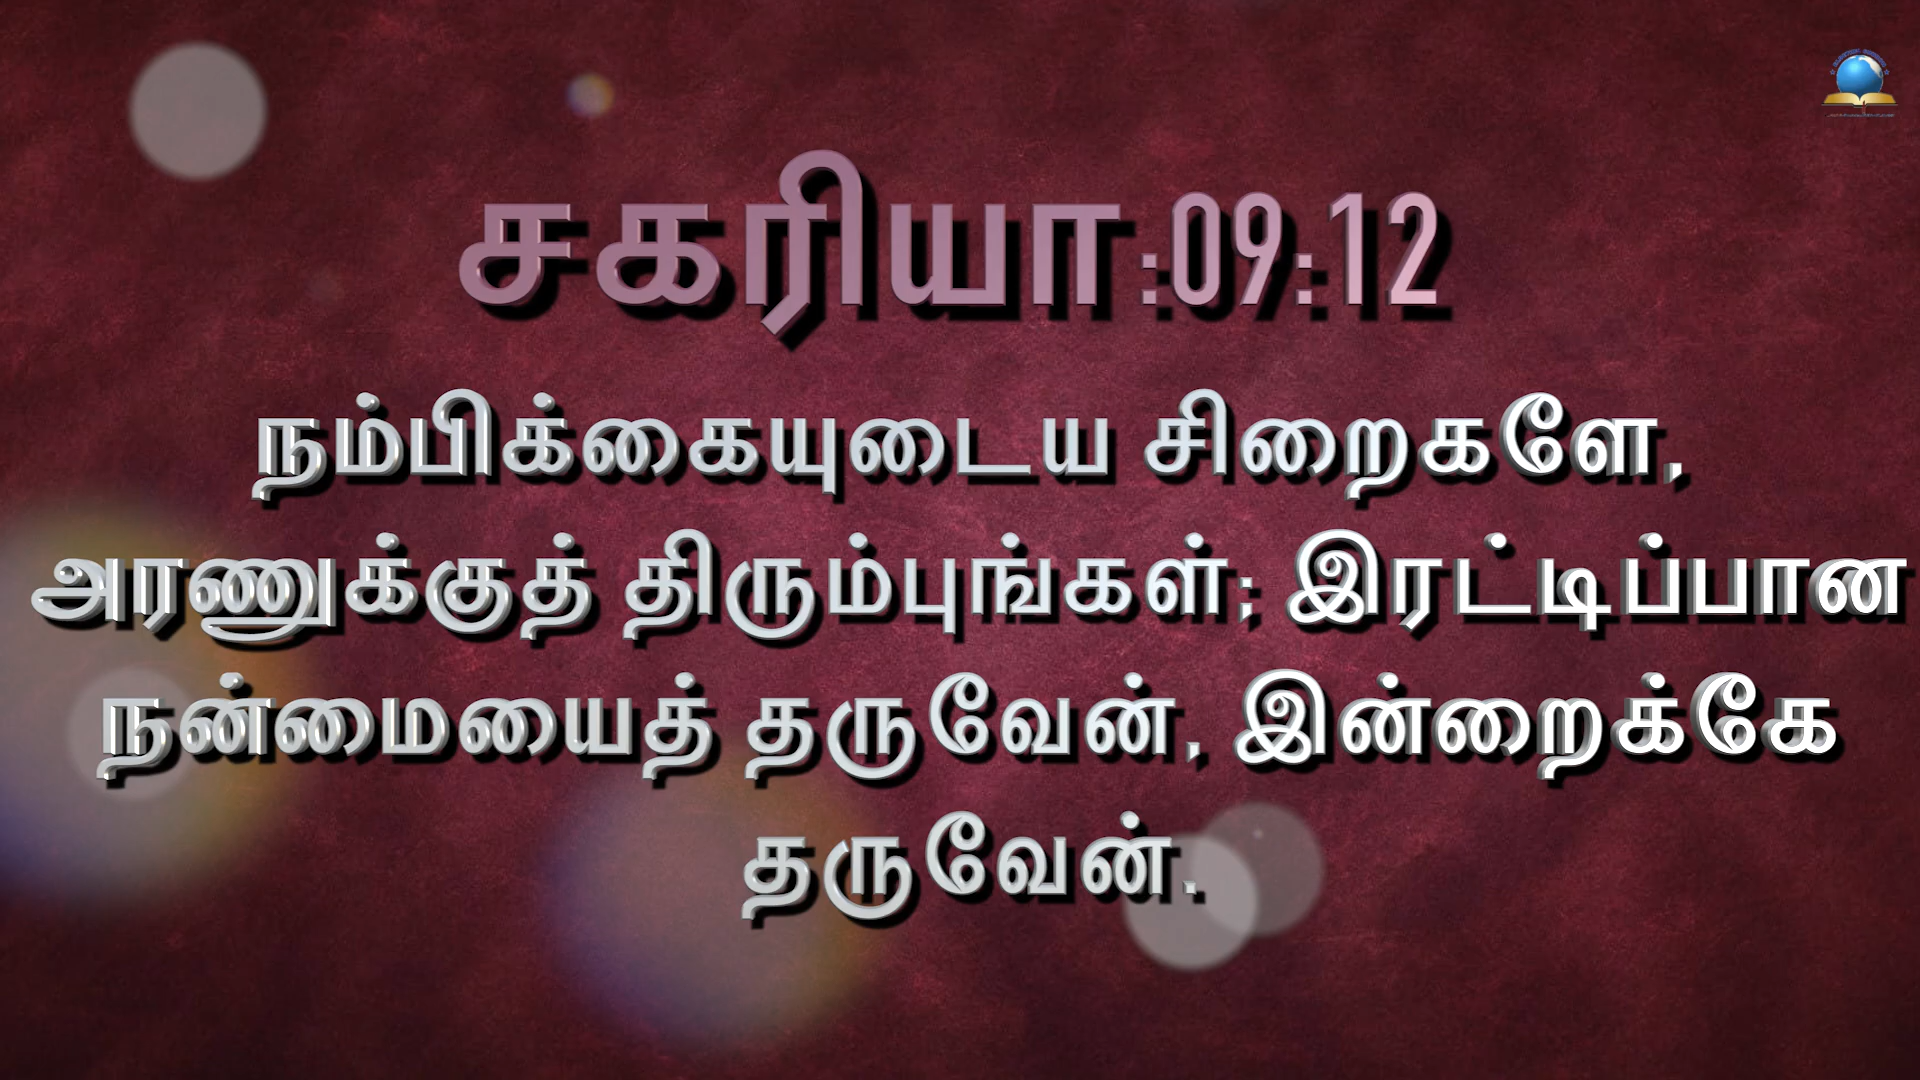 சகரியா:09:12
நம்பிக்கையுடைய சிறைகளே,
அரணுக்குத் திரும்புங்கள்; இரட்டிப்பான
நன்மையைத் தருவேன், இன்றைக்கே
தருவேன்.